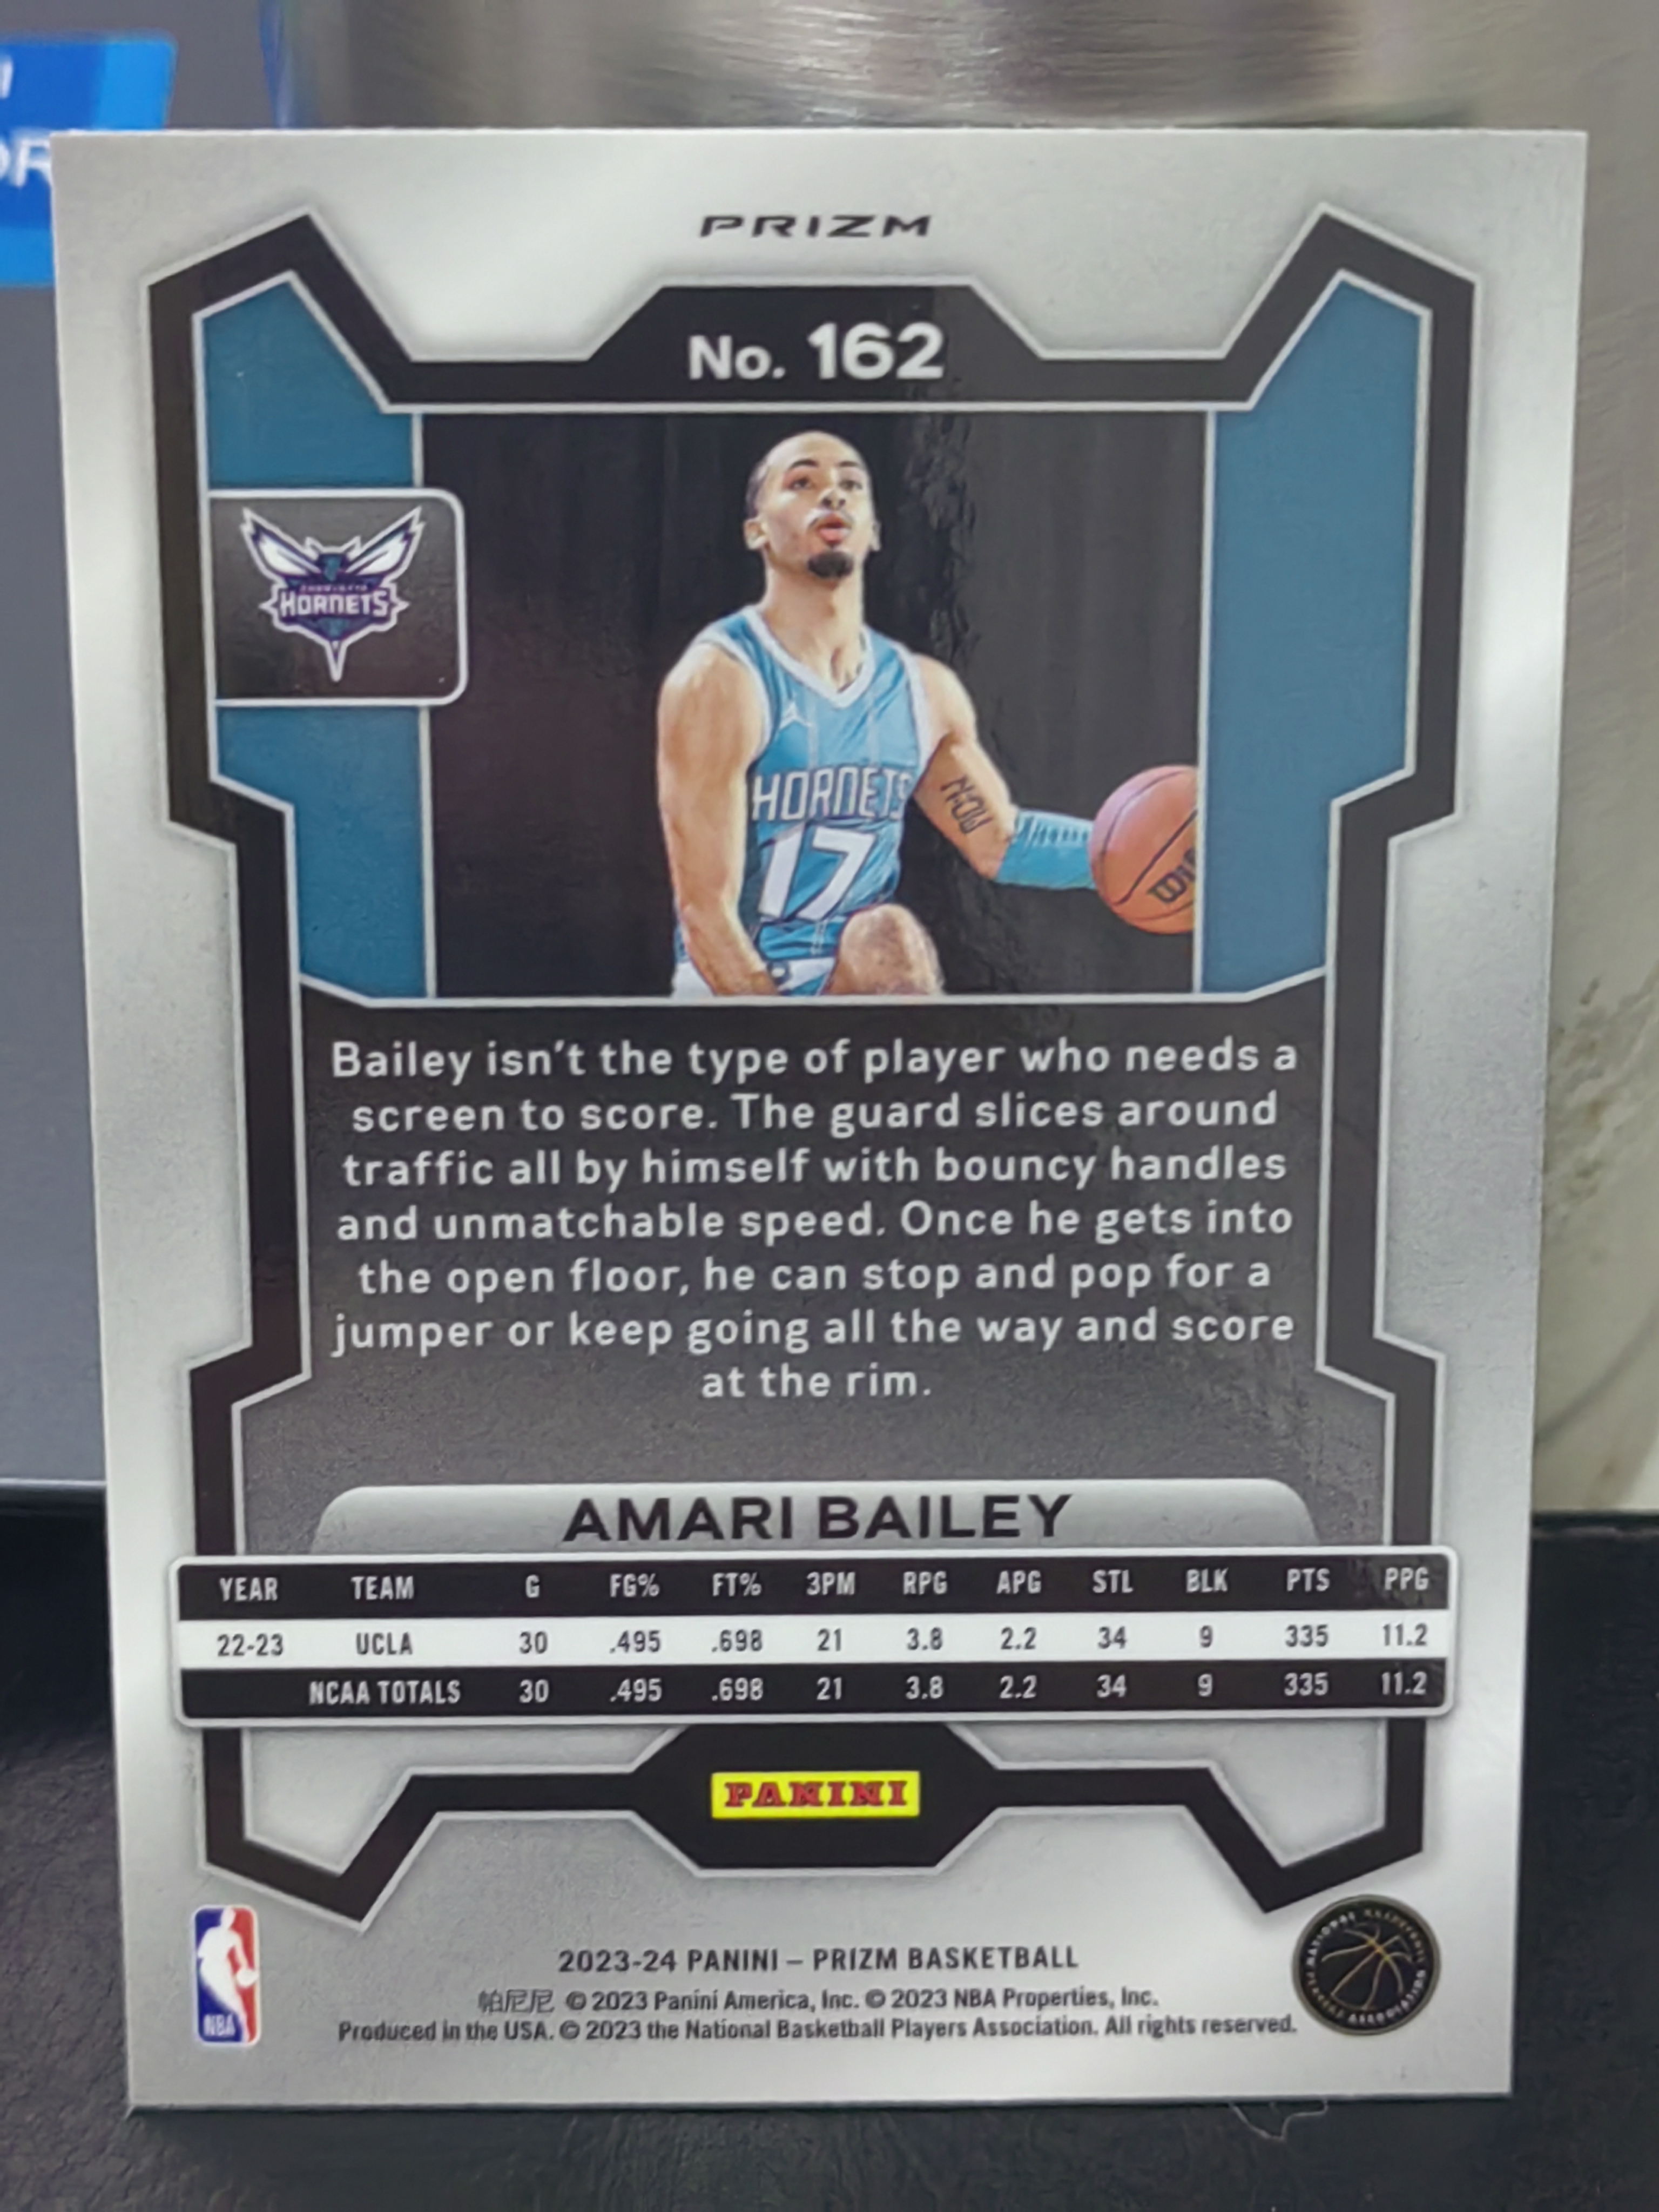 PRIZM
No. 162
HORNETS
HORNETS
17
Bailey isn't the type of player who needs a
screen to score. The guard slices around
traffic all by himself with bouncy handles
and unmatchable speed. Once he gets into
the open floor, he can stop and pop for a
jumper or keep going all the way and score
at the rim.
AMARI BAILEY
YEAR TEAM G FG% FT% 3PM RPG APG STL BLK PTS PPG
22-23 UCLA 30 .495 .698 21 3.8 2.2 34 9 335 11.2
NCAA TOTALS 30 .495 .698 21 3.8 2.2 34 9 335 11.2
PANINI
2023-24 PANINI – PRIZM BASKETBALL
帕尼尼 © 2023 Panini America, Inc. © 2023 NBA Properties, Inc.
Produced in the USA. © 2023 the National Basketball Players Association. All rights reserved.
NBA
NATIONAL BASKETBALL PLAYERS ASSOCIATION